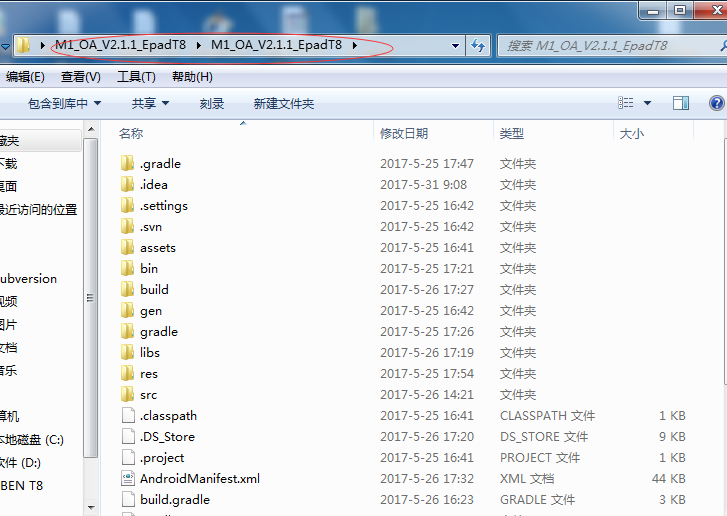 M1_OA_V2.1.1_EpadT8 M1_OA_V2.1.1_EpadT8 搜索 M1_OA_V2.1.1_EpadT8
编辑(E) 查看(V) 工具(T) 帮助(H)
包含到库中 共享 刻录 新建文件夹
名称 修改日期 类型 大小
藏夹
下载
桌面
最近访问的位置
ubversion
视频
图片
文档
音乐
算机
本地磁盘 (C:)
软件 (D:)
BEN T8
.gradle 2017-5-25 17:47 文件夹
.idea 2017-5-31 9:08 文件夹
.settings 2017-5-25 16:42 文件夹
.svn 2017-5-25 16:42 文件夹
assets 2017-5-25 16:41 文件夹
bin 2017-5-25 17:21 文件夹
build 2017-5-26 17:27 文件夹
gen 2017-5-25 16:42 文件夹
gradle 2017-5-25 17:26 文件夹
libs 2017-5-26 17:19 文件夹
res 2017-5-25 17:54 文件夹
src 2017-5-26 14:21 文件夹
.classpath 2017-5-25 16:41 CLASSPATH 文件 1 KB
.DS_Store 2017-5-26 17:20 DS_STORE 文件 9 KB
.project 2017-5-25 16:41 PROJECT 文件 1 KB
AndroidManifest.xml 2017-5-26 17:32 XML 文档 44 KB
build.gradle 2017-5-26 16:23 GRADLE 文件 3 KB